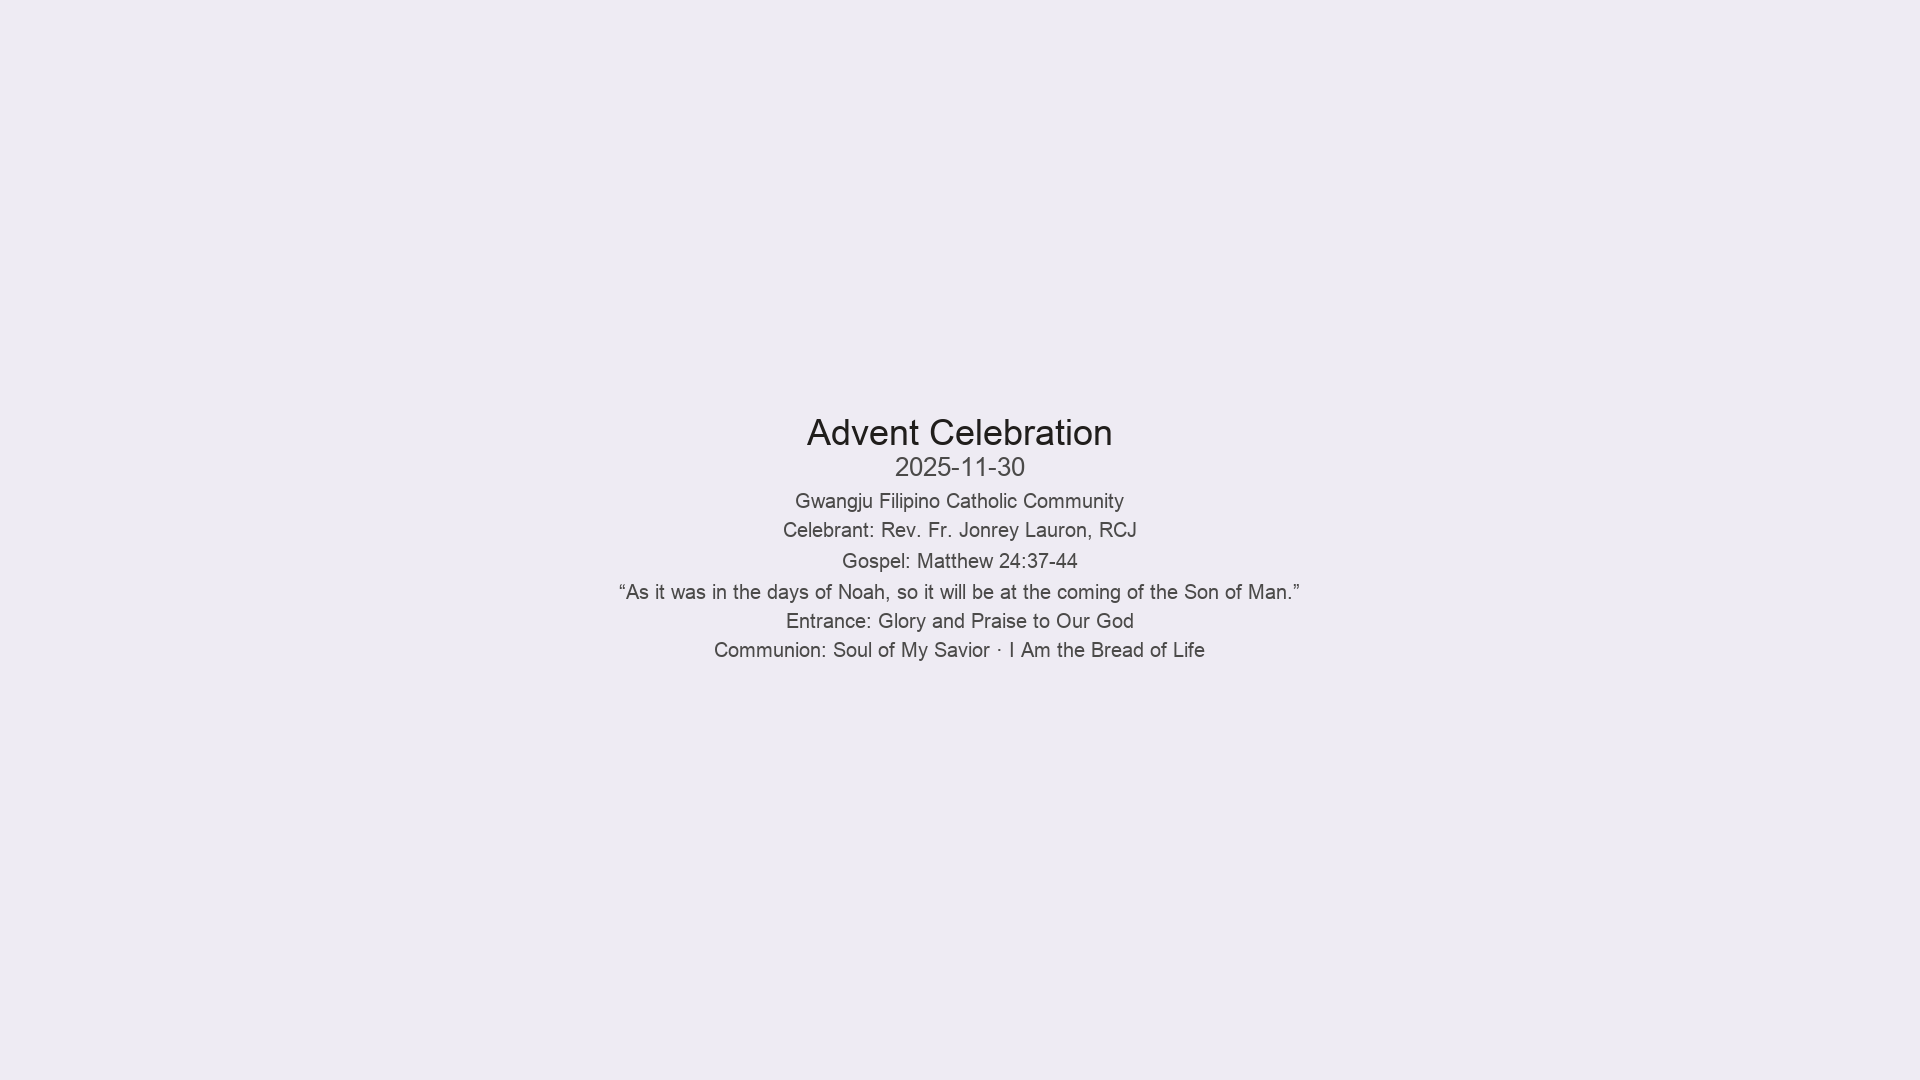 Advent Celebration
2025-11-30
Gwangju Filipino Catholic Community
Celebrant: Rev. Fr. Jonrey Lauron, RCJ
Gospel: Matthew 24:37-44
“As it was in the days of Noah, so it will be at the coming of the Son of Man.”
Entrance: Glory and Praise to Our God
Communion: Soul of My Savior · I Am the Bread of Life